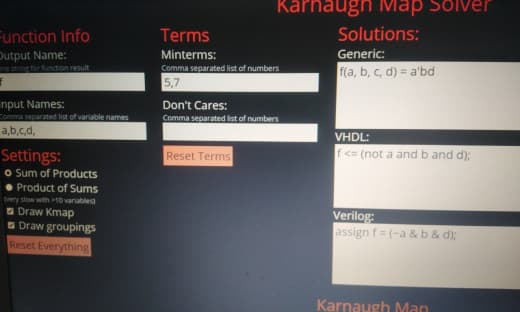 Karnaugh Map Solver
Function Info
Output Name:
string for function result
f
Input Names:
Comma separated list of variable names
a,b,c,d,
Settings:
Sum of Products
Product of Sums
(very slow with >10 variables)
Draw Kmap
Draw groupings
Reset Everything
Terms
Minterms:
Comma separated list of numbers
5,7
Don't Cares:
Comma separated list of numbers
Reset Terms
Solutions:
Generic:
f(a, b, c, d) = a'bd
VHDL:
f <= (not a and b and d);
Verilog:
assign f = (~a & b & d);
Karnaugh Map